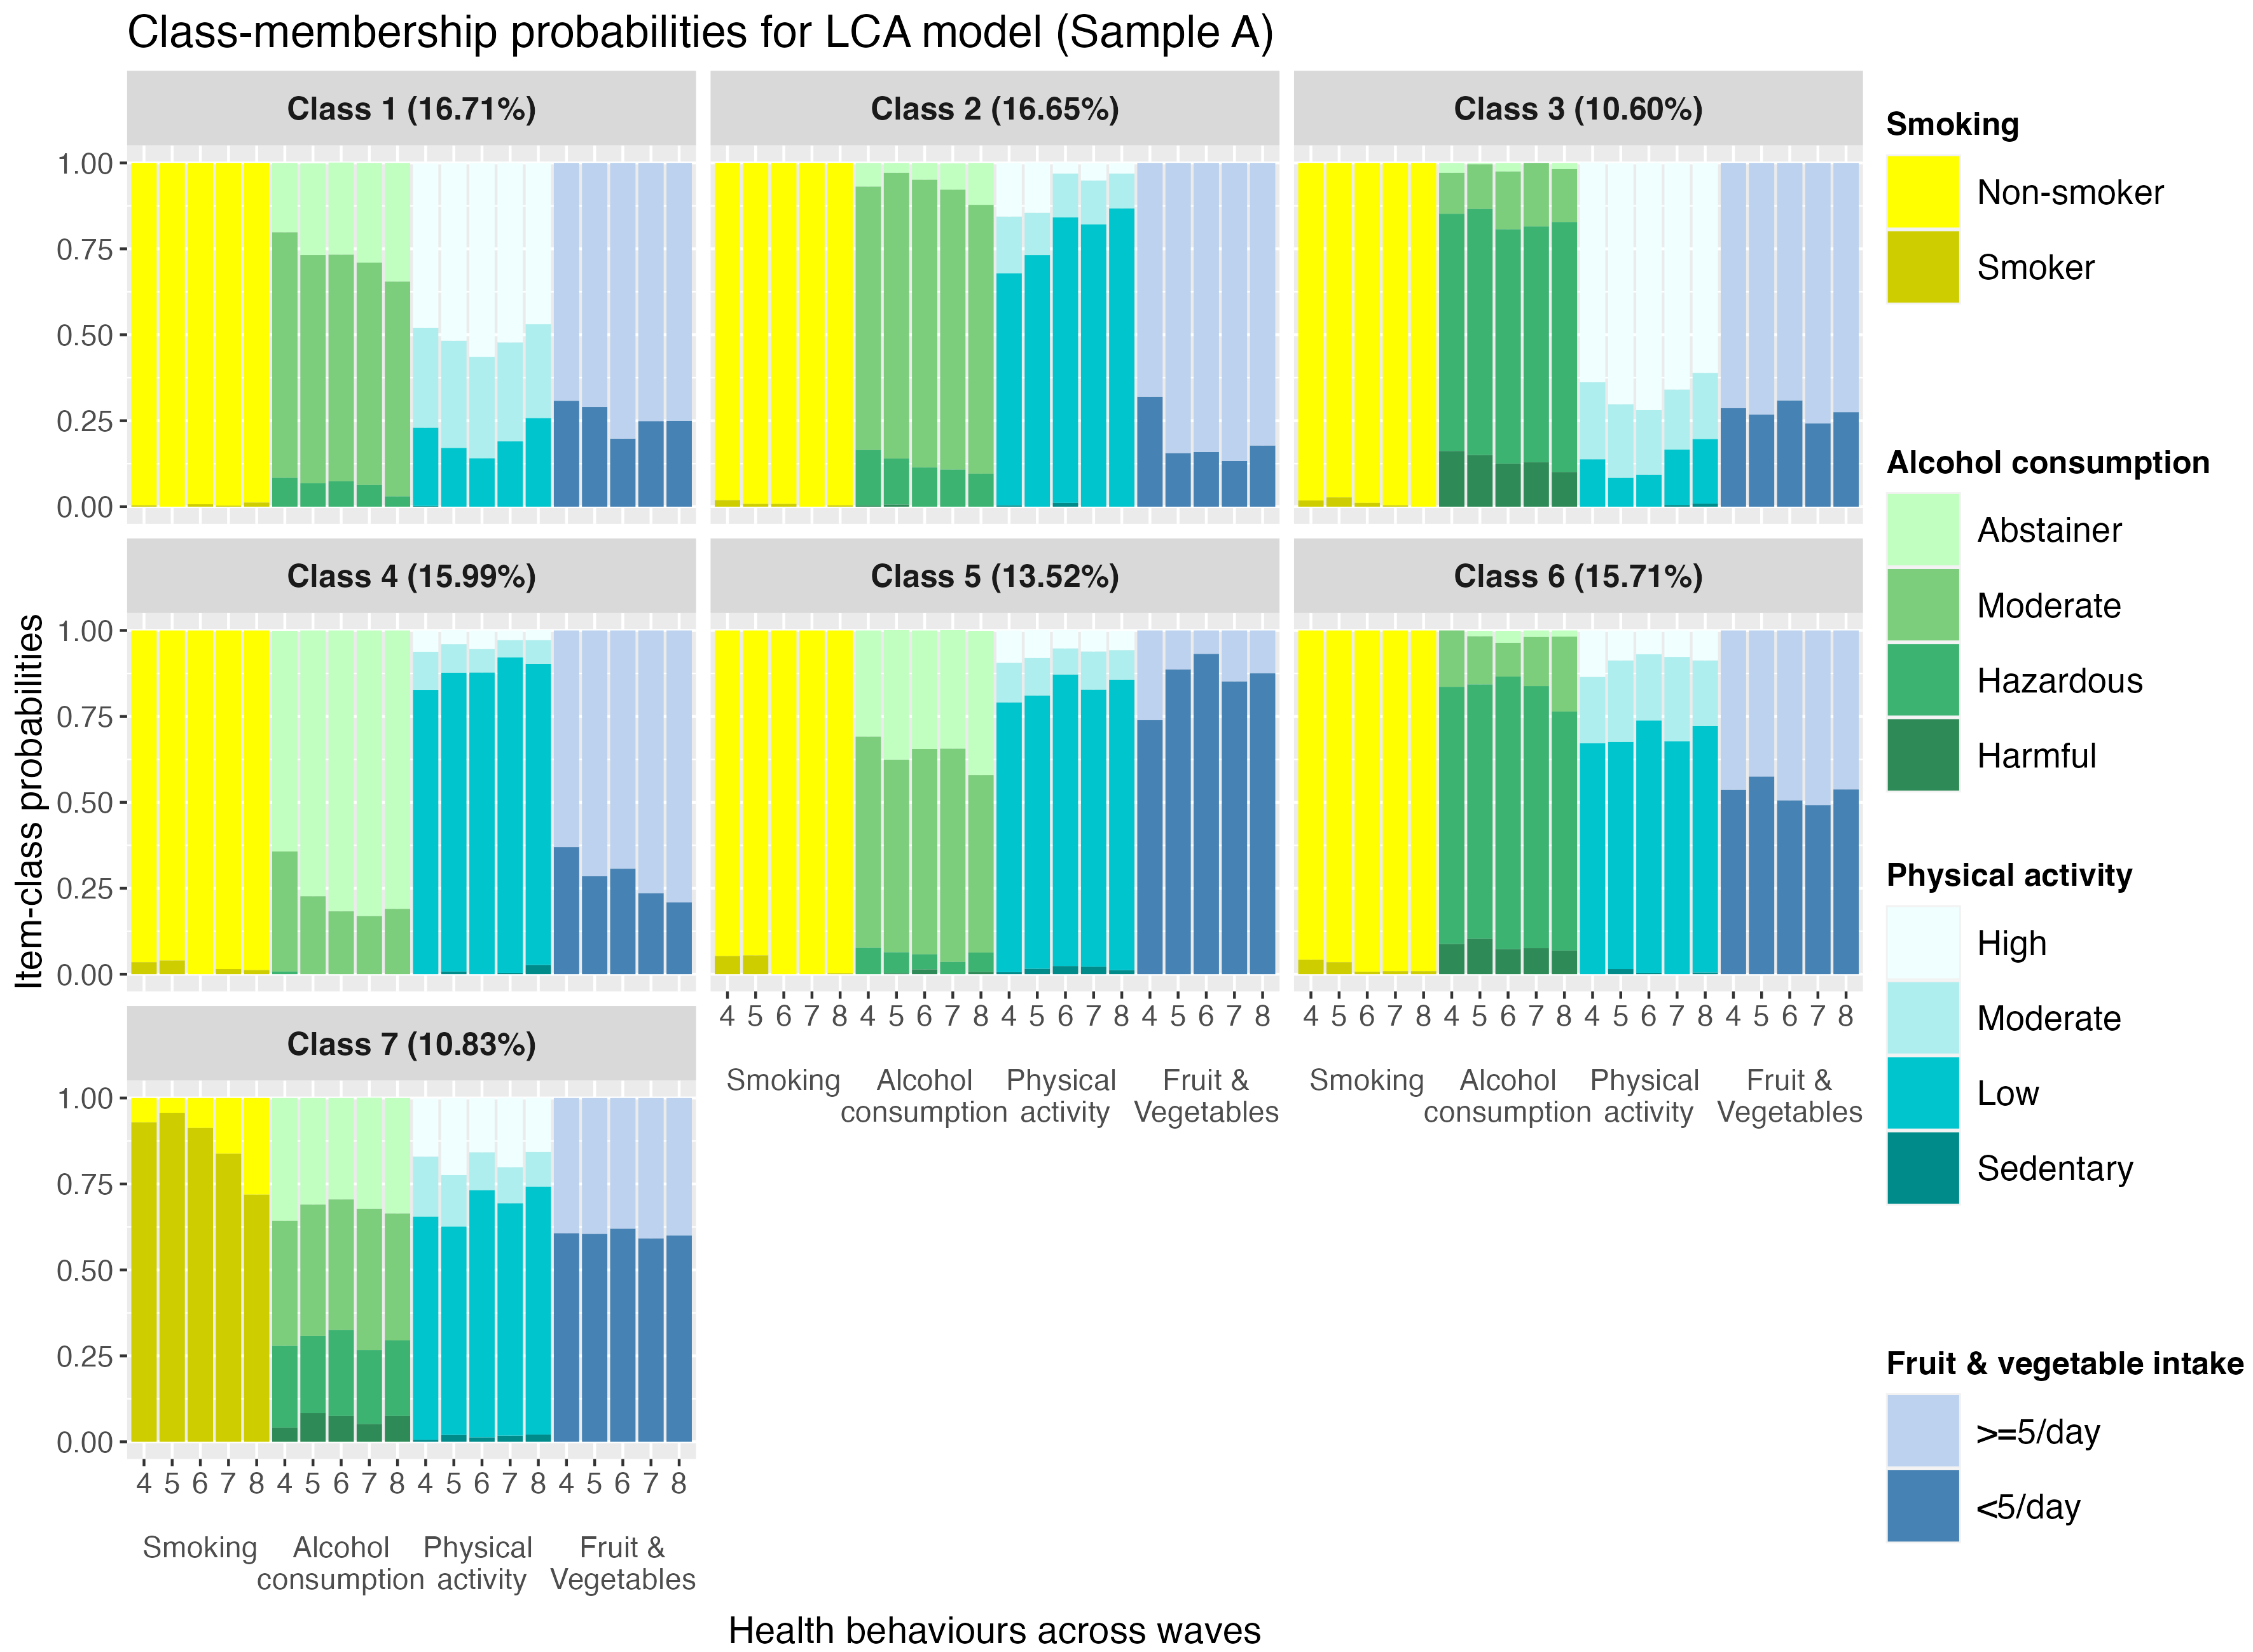 Class-membership probabilities for LCA model (Sample A)
Class 1 (16.71%)
Class 2 (16.65%)
Class 3 (10.60%)
1.00
0.75
0.50
0.25
0.00
Class 4 (15.99%)
Class 5 (13.52%)
Class 6 (15.71%)
1.00
0.75
0.50
0.25
0.00
4 5 6 7 8 4 5 6 7 8 4 5 6 7 8 4 5 6 7 8
Smoking Alcohol consumption Physical activity Fruit & Vegetables
4 5 6 7 8 4 5 6 7 8 4 5 6 7 8 4 5 6 7 8
Smoking Alcohol consumption Physical activity Fruit & Vegetables
Class 7 (10.83%)
1.00
0.75
0.50
0.25
0.00
4 5 6 7 8 4 5 6 7 8 4 5 6 7 8 4 5 6 7 8
Smoking Alcohol consumption Physical activity Fruit & Vegetables
Item-class probabilities
Health behaviours across waves
Smoking
Non-smoker
Smoker
Alcohol consumption
Abstainer
Moderate
Hazardous
Harmful
Physical activity
High
Moderate
Low
Sedentary
Fruit & vegetable intake
>=5/day
<5/day